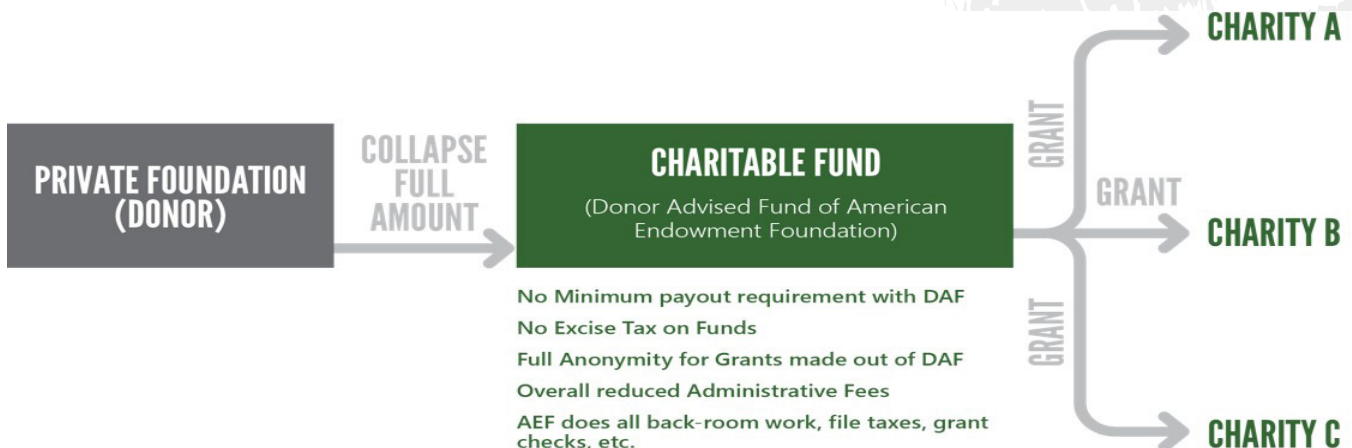 PRIVATE FOUNDATION
(DONOR)
COLLAPSE
FULL
AMOUNT
CHARITABLE FUND
(Donor Advised Fund of American
Endowment Foundation)
No Minimum payout requirement with DAF
No Excise Tax on Funds
Full Anonymity for Grants made out of DAF
Overall reduced Administrative Fees
AEF does all back-room work, file taxes, grant
checks, etc.
GRANT
CHARITY A
GRANT
CHARITY B
GRANT
CHARITY C